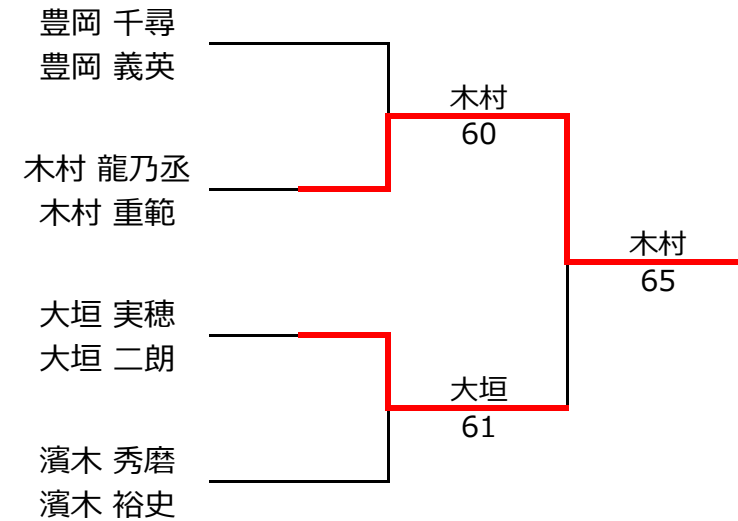 豊岡 千尋
豊岡 義英
木村
60
木村 龍乃丞
木村 重範
木村
65
大垣 実穂
大垣 二朗
大垣
61
濱木 秀磨
濱木 裕史